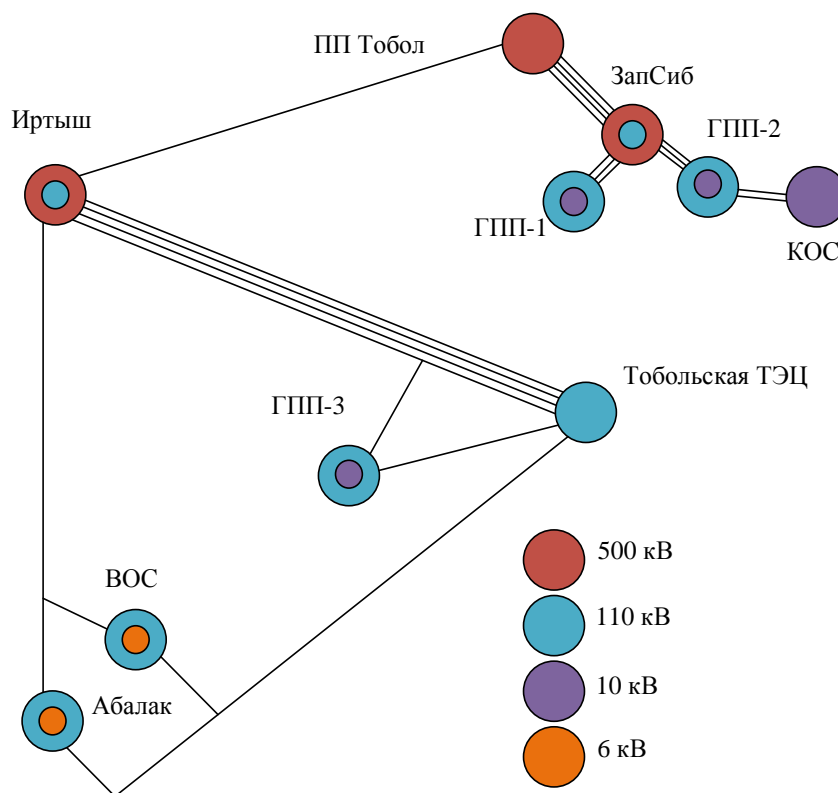 ПП Тобол
ЗапСиб
Иртыш
ГПП-2
ГПП-1
КОС
Тобольская ТЭЦ
ГПП-3
500 кВ
ВОС
110 кВ
10 кВ
Абалак
6 кВ